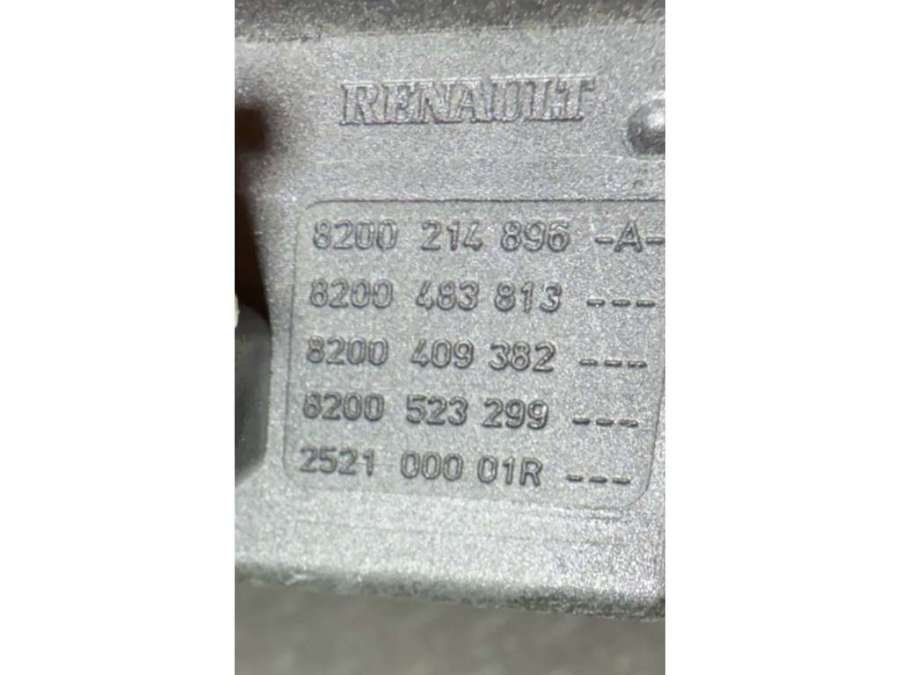 RENAULT
8200 214 896 -A-
8200 483 813 ---
8200 409 382 ---
8200 523 299 ---
2521 000 01R ---